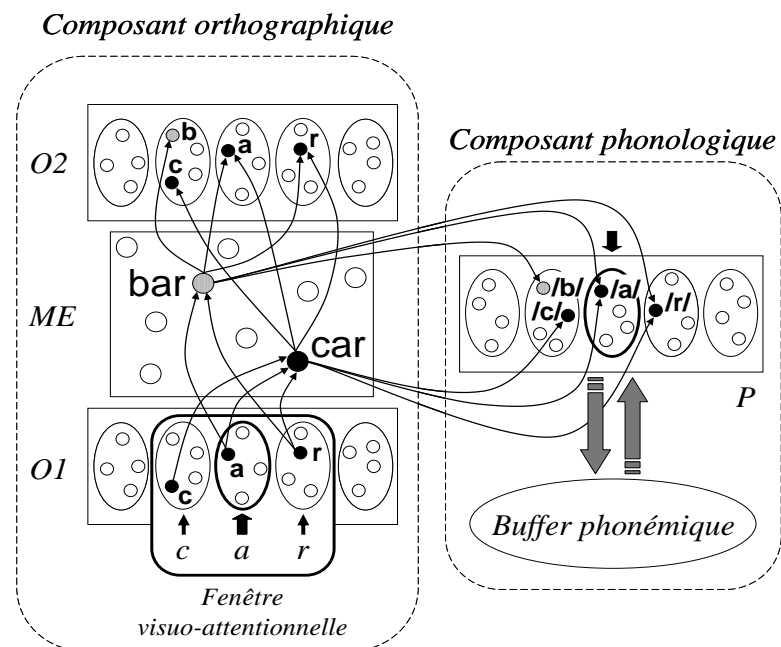 Composant orthographique
O2
b
a
r
c
ME
bar
car
O1
a
r
c
c a r
Fenêtre
visuo-attentionnelle
Composant phonologique
/b/ /a/
/c/ /r/
P
Buffer phonémique